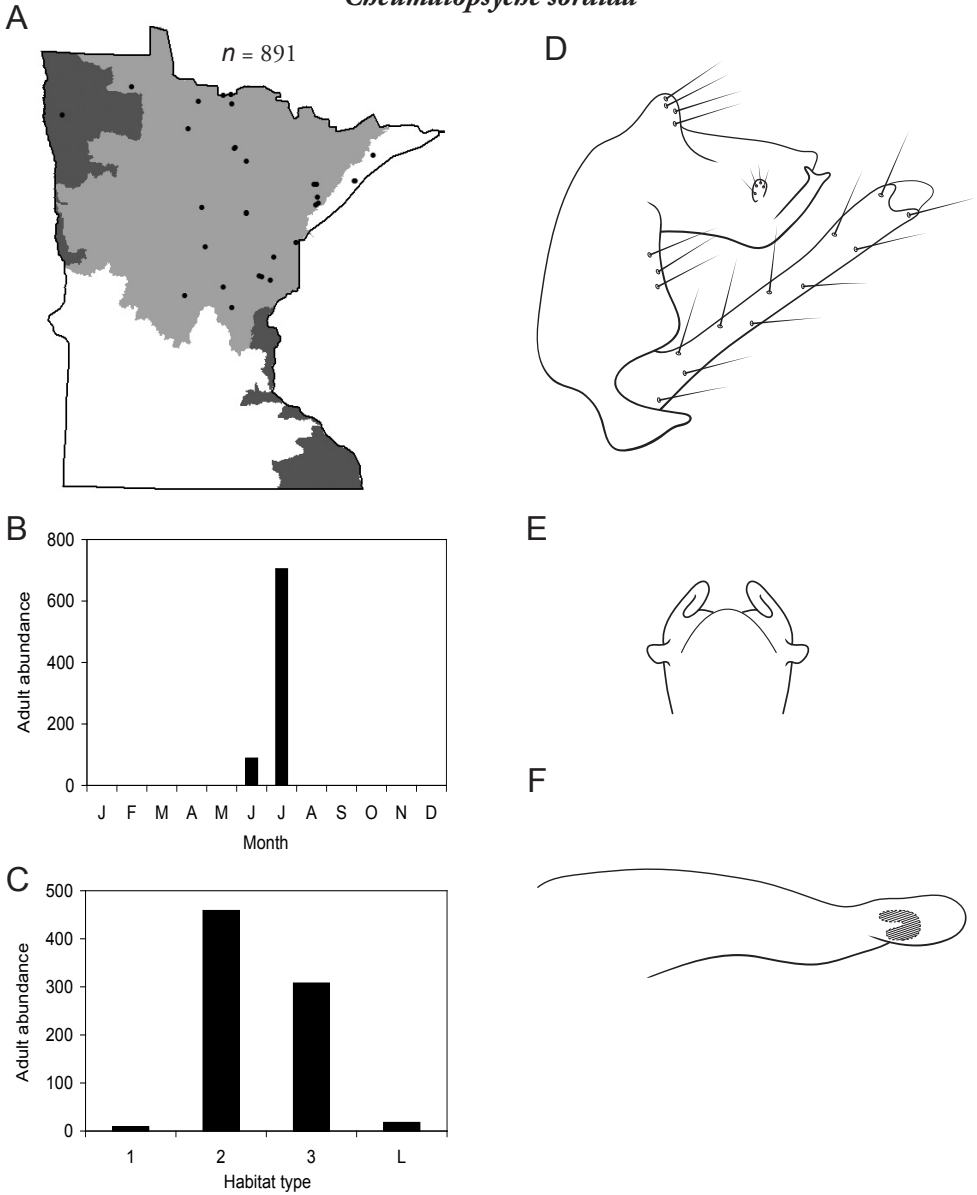 Cheumatopsyche sordida
A
n = 891
D
B
800
600
400
200
0
Adult abundance
J F M A M J J A S O N D
Month
E
F
C
500
400
300
200
100
0
Adult abundance
1 2 3 L
Habitat type